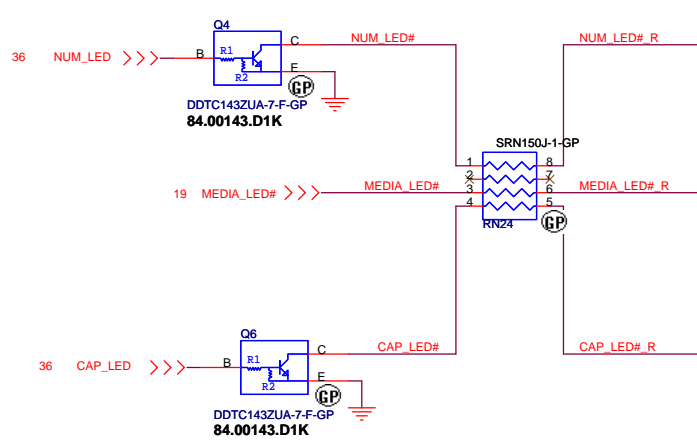 Q4
NUM_LED#
NUM_LED#_R
36 NUM_LED
B
R1
C
R2
E
GP
DDTC143ZUA-7-F-GP
84.00143.D1K
SRN150J-1-GP
1 8
2 7
19 MEDIA_LED#
MEDIA_LED#
3 6
MEDIA_LED#_R
4 5
RN24
GP
Q6
CAP_LED#
CAP_LED#_R
36 CAP_LED
B
R1
C
R2
E
GP
DDTC143ZUA-7-F-GP
84.00143.D1K